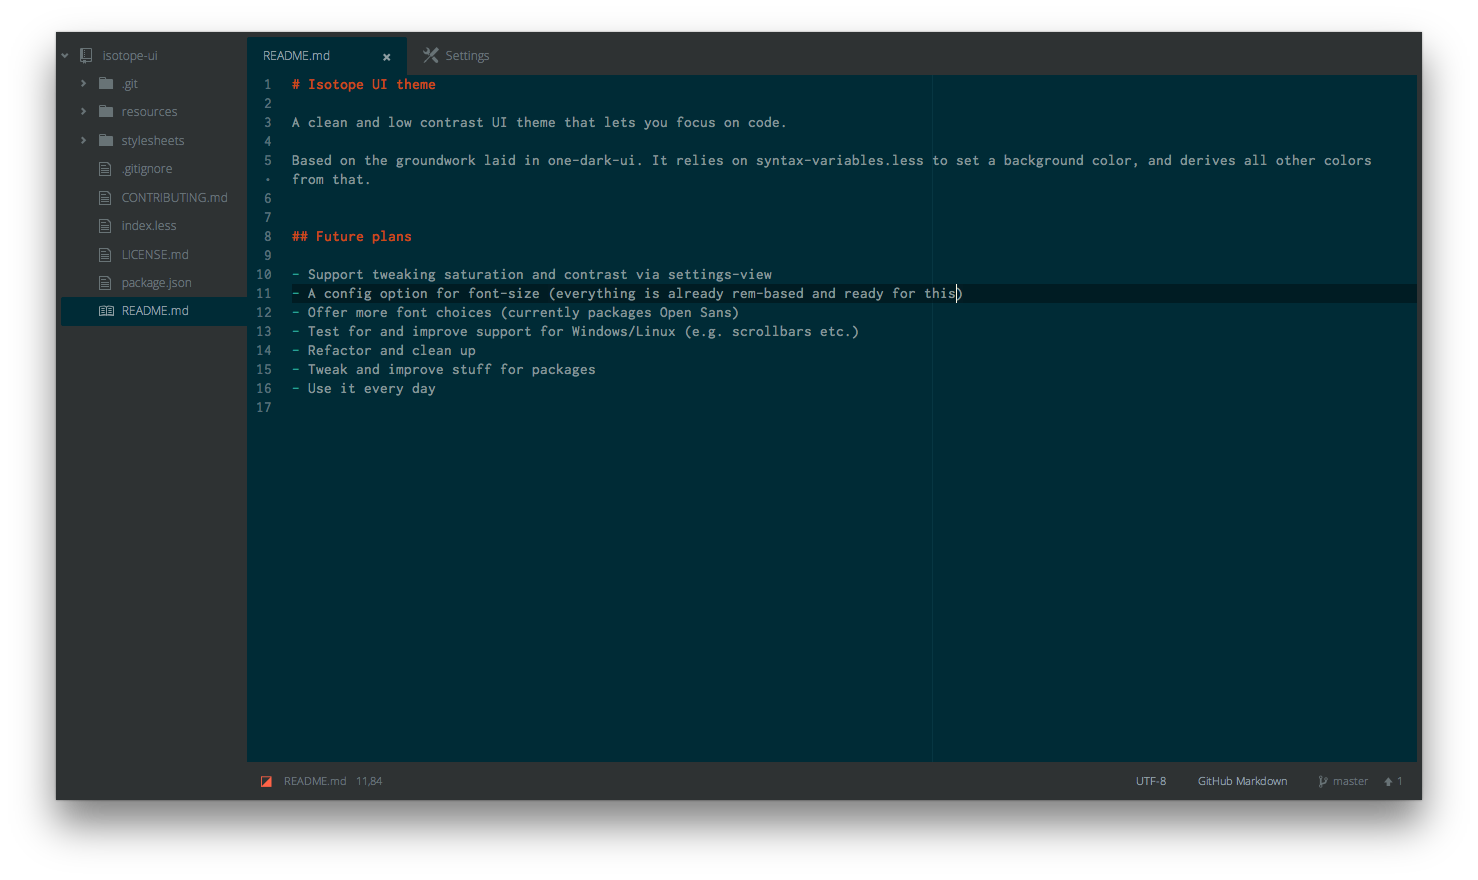 isotope-ui
.git
resources
stylesheets
.gitignore
CONTRIBUTING.md
index.less
LICENSE.md
package.json
README.md
README.md × Settings
1 # Isotope UI theme
2
3 A clean and low contrast UI theme that lets you focus on code.
4
5 Based on the groundwork laid in one-dark-ui. It relies on syntax-variables.less to set a background color, and derives all other colors
• from that.
6
7
8 ## Future plans
9
10 - Support tweaking saturation and contrast via settings-view
11 - A config option for font-size (everything is already rem-based and ready for this)
12 - Offer more font choices (currently packages Open Sans)
13 - Test for and improve support for Windows/Linux (e.g. scrollbars etc.)
14 - Refactor and clean up
15 - Tweak and improve stuff for packages
16 - Use it every day
17
README.md 11,84 UTF-8 GitHub Markdown master 1